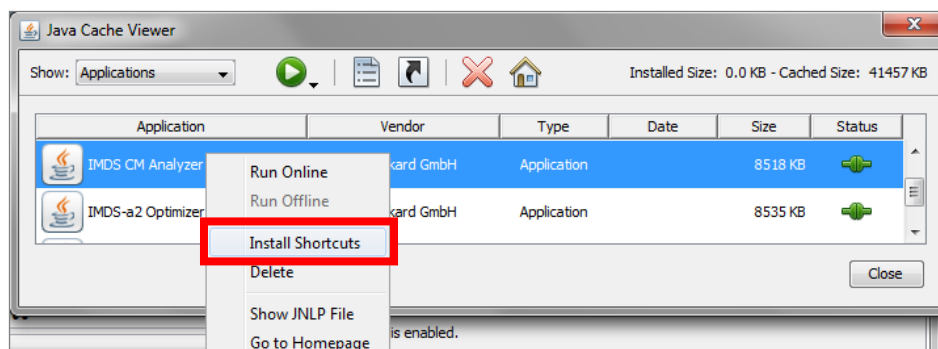 Java Cache Viewer
Show: Applications
Installed Size: 0.0 KB - Cached Size: 41457 KB
Application Vendor Type Date Size Status
IMDS CM Analyzer kard GmbH Application 8518 KB
IMDS-a2 Optimizer kard GmbH Application 8535 KB
Run Online
Run Offline
Install Shortcuts
Delete
Show JNLP File
Go to Homepage
Close
is enabled.